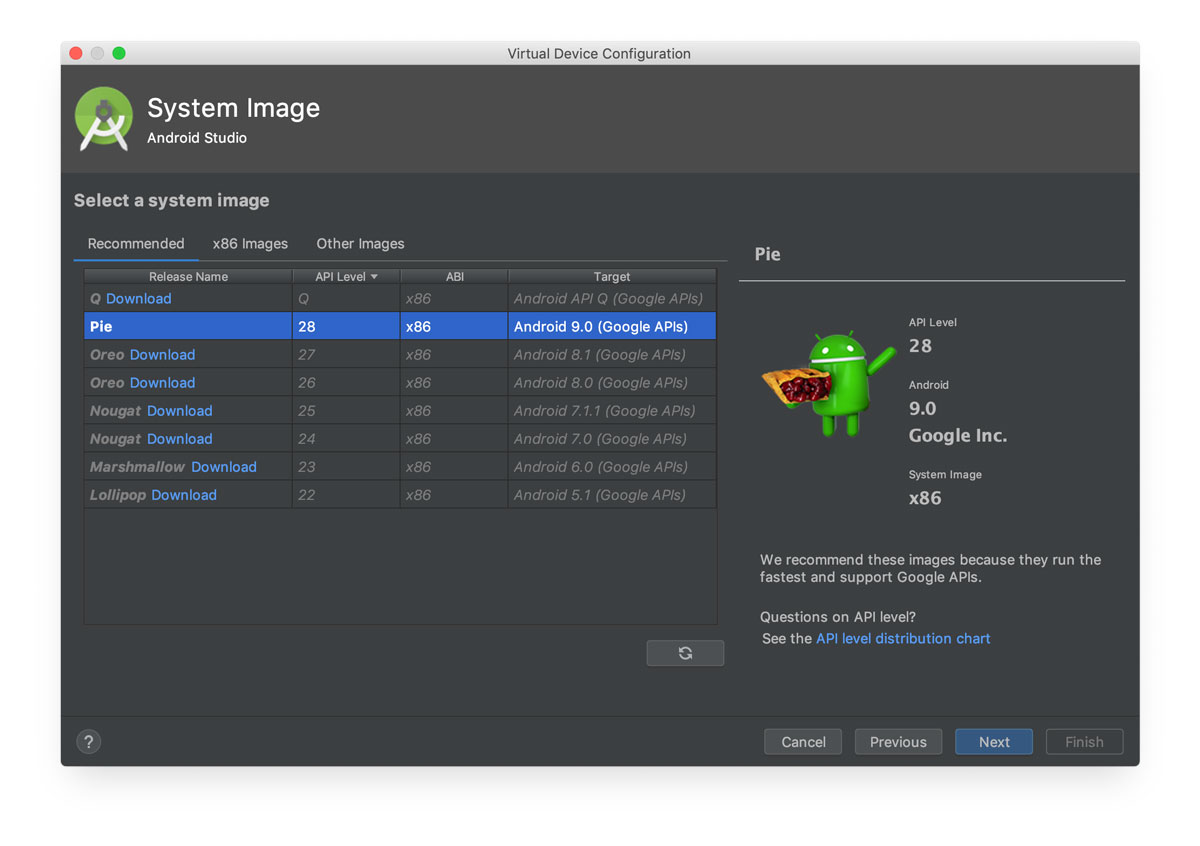 Virtual Device Configuration
System Image
Android Studio
Select a system image
Recommended x86 Images Other Images
Release Name API Level ABI Target
Q Download Q x86 Android API Q (Google APIs)
Pie 28 x86 Android 9.0 (Google APIs)
Oreo Download 27 x86 Android 8.1 (Google APIs)
Oreo Download 26 x86 Android 8.0 (Google APIs)
Nougat Download 25 x86 Android 7.1.1 (Google APIs)
Nougat Download 24 x86 Android 7.0 (Google APIs)
Marshmallow Download 23 x86 Android 6.0 (Google APIs)
Lollipop Download 22 x86 Android 5.1 (Google APIs)
Pie
API Level
28
Android
9.0
Google Inc.
System Image
x86
We recommend these images because they run the
fastest and support Google APIs.
Questions on API level?
See the API level distribution chart
? Cancel Previous Next Finish